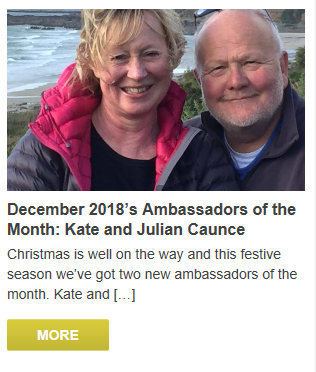 December 2018’s Ambassadors of the
Month: Kate and Julian Caunce
Christmas is well on the way and this festive
season we’ve got two new ambassadors of the
month. Kate and […]
MORE